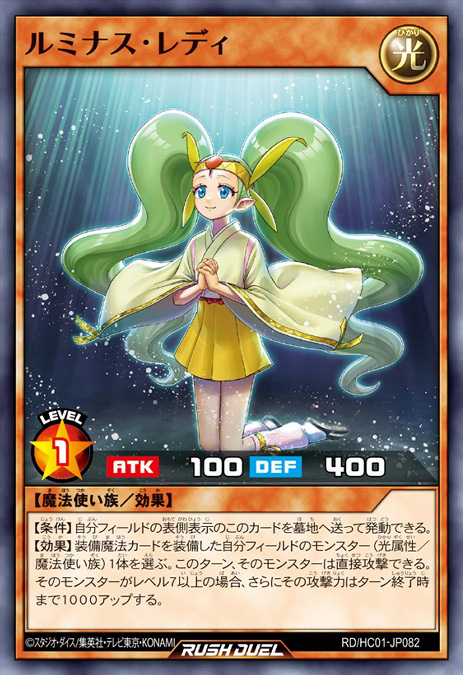 ルミナス・レディ
ひかり
光
LEVEL
1
ATK 100 DEF 400
【魔法使い族／効果】
【条件】自分フィールドの表側表示のこのカードを墓地へ送って発動できる。
【効果】装備魔法カードを装備した自分フィールドのモンスター（光属性／
魔法使い族）1体を選ぶ。このターン、そのモンスターは直接攻撃できる。
そのモンスターがレベル7以上の場合、さらにその攻撃力はターン終了時
まで1000アップする。
©スタジオ・ダイス/集英社・テレビ東京・KONAMI
RUSH DUEL
RD/HC01-JP082